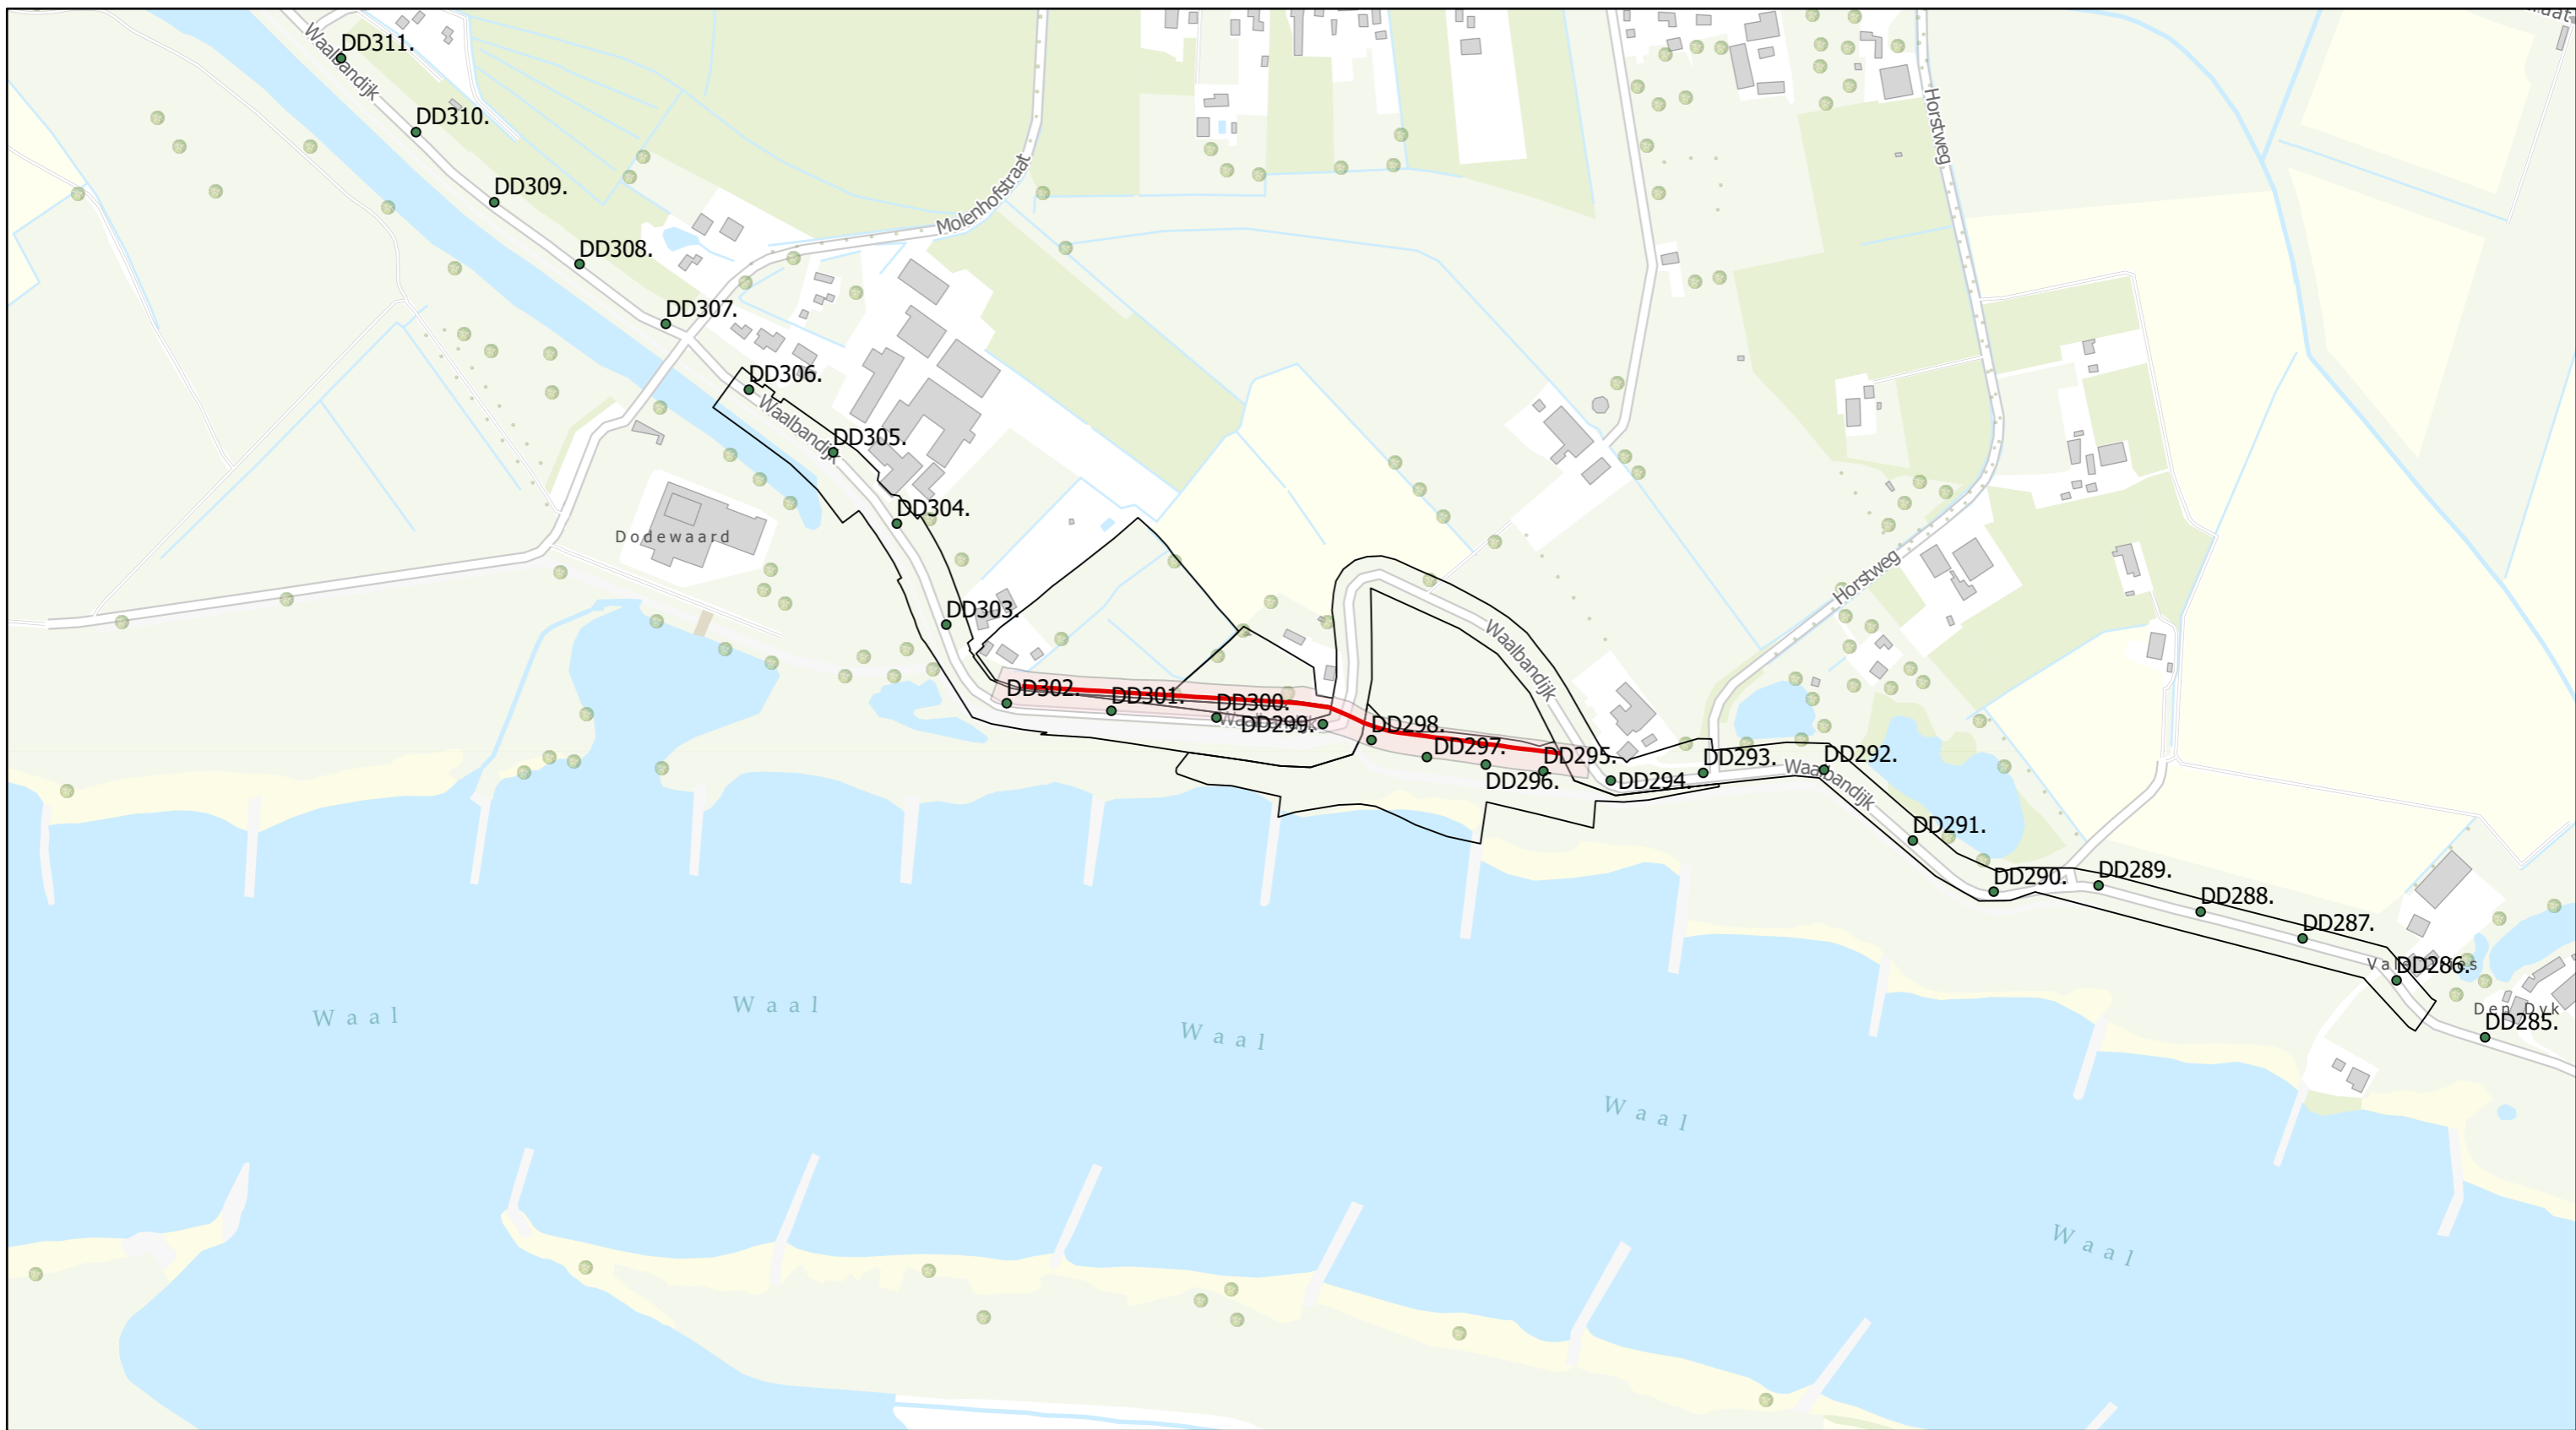 Waalbandijk
DD311.
DD310.
DD309.
DD308.
DD307.
DD306.
Waalbandijk
DD305.
DD304.
DD303.
DD302.
DD301.
DD300.
DD299.
DD298.
DD297.
DD296.
DD295.
DD294.
DD293.
DD292.
DD291.
DD290.
DD289.
DD288.
DD287.
DD286.
DD285.
Molenhofstraat
Horstweg
Horstweg
Dodewaard
Waalbandijk
Waalbandijk
Den Dyk
Waal
Waal
Waal
Waal
Waal